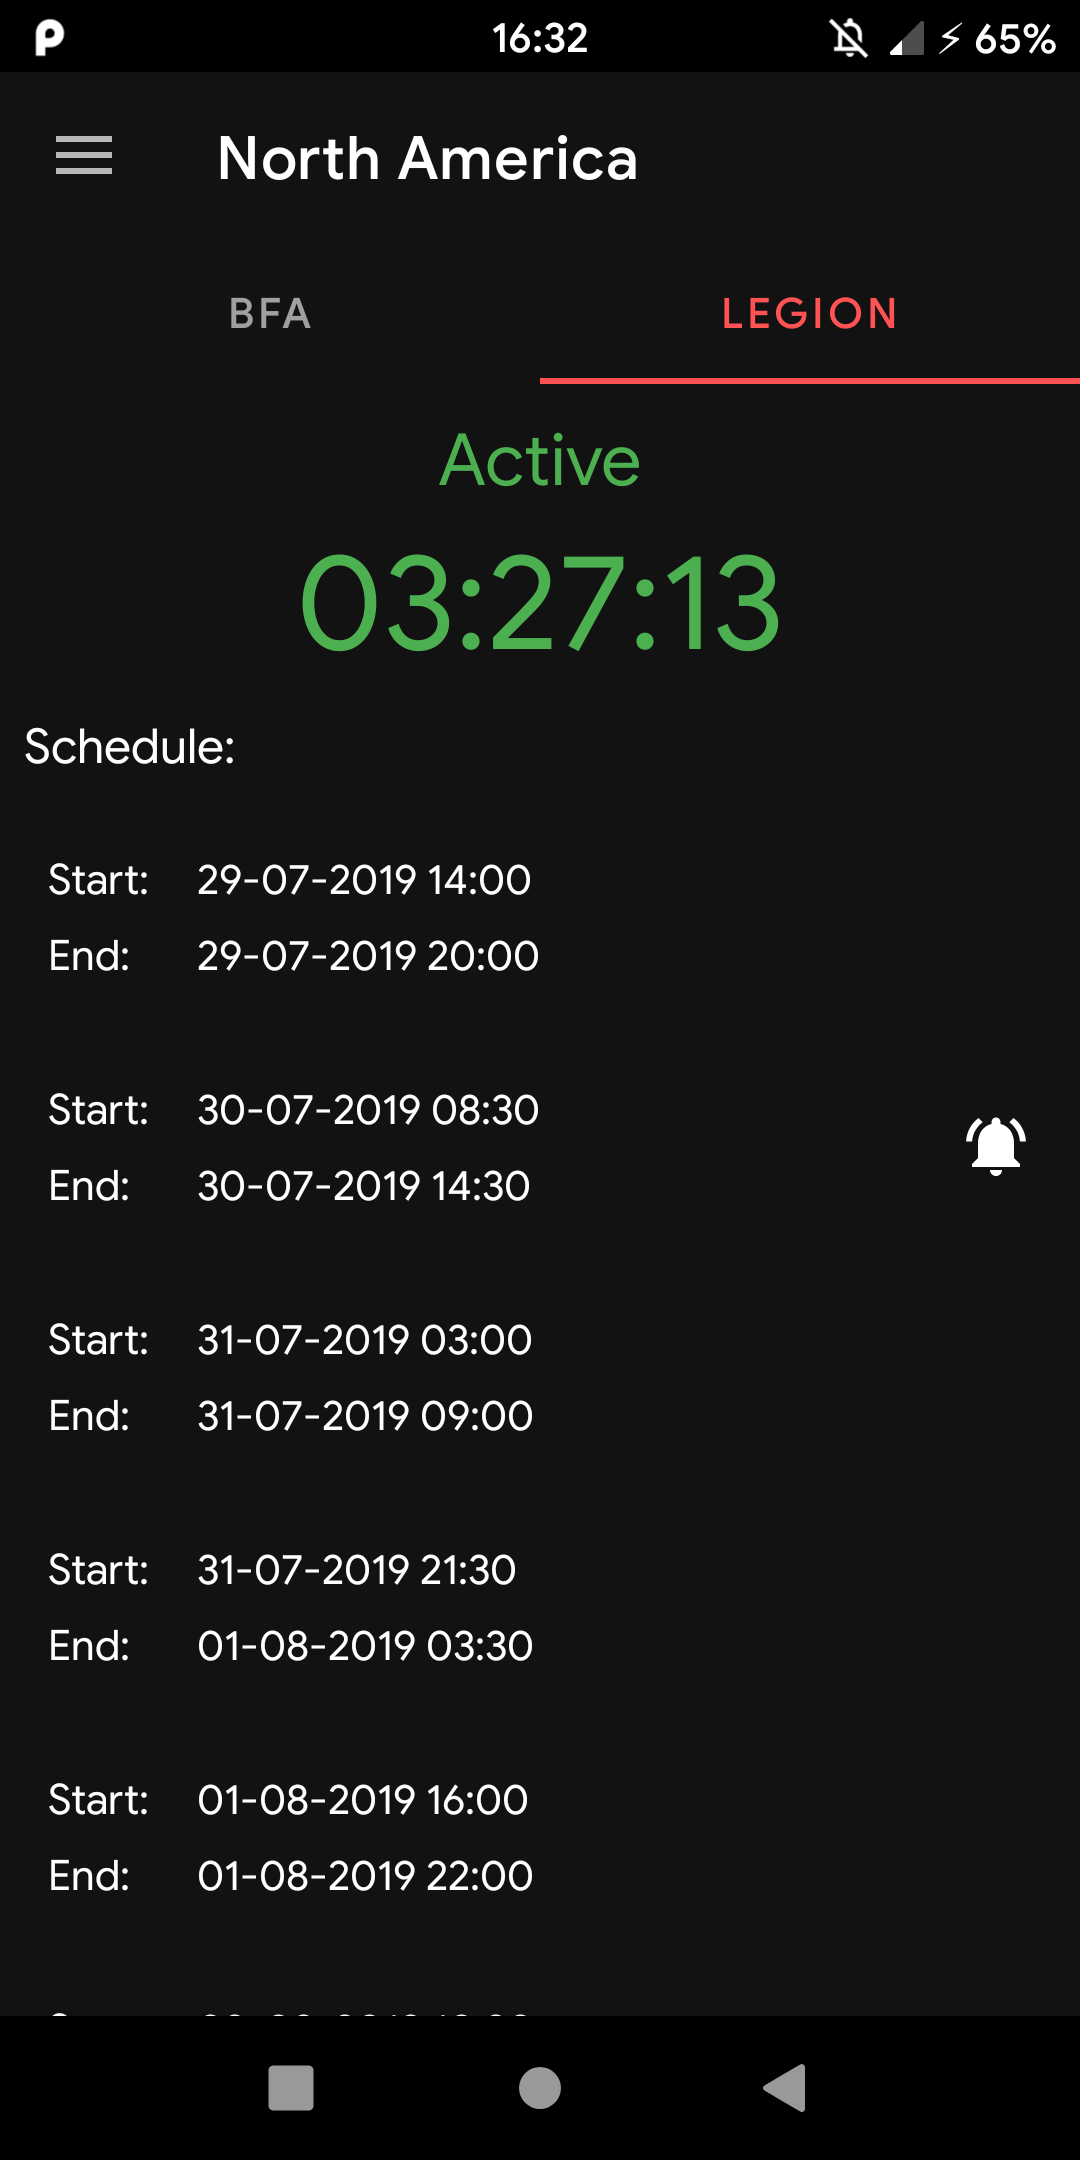 16:32
65%
North America
BFA
LEGION
Active
03:27:13
Schedule:
Start: 29-07-2019 14:00
End: 29-07-2019 20:00
Start: 30-07-2019 08:30
End: 30-07-2019 14:30
Start: 31-07-2019 03:00
End: 31-07-2019 09:00
Start: 31-07-2019 21:30
End: 01-08-2019 03:30
Start: 01-08-2019 16:00
End: 01-08-2019 22:00